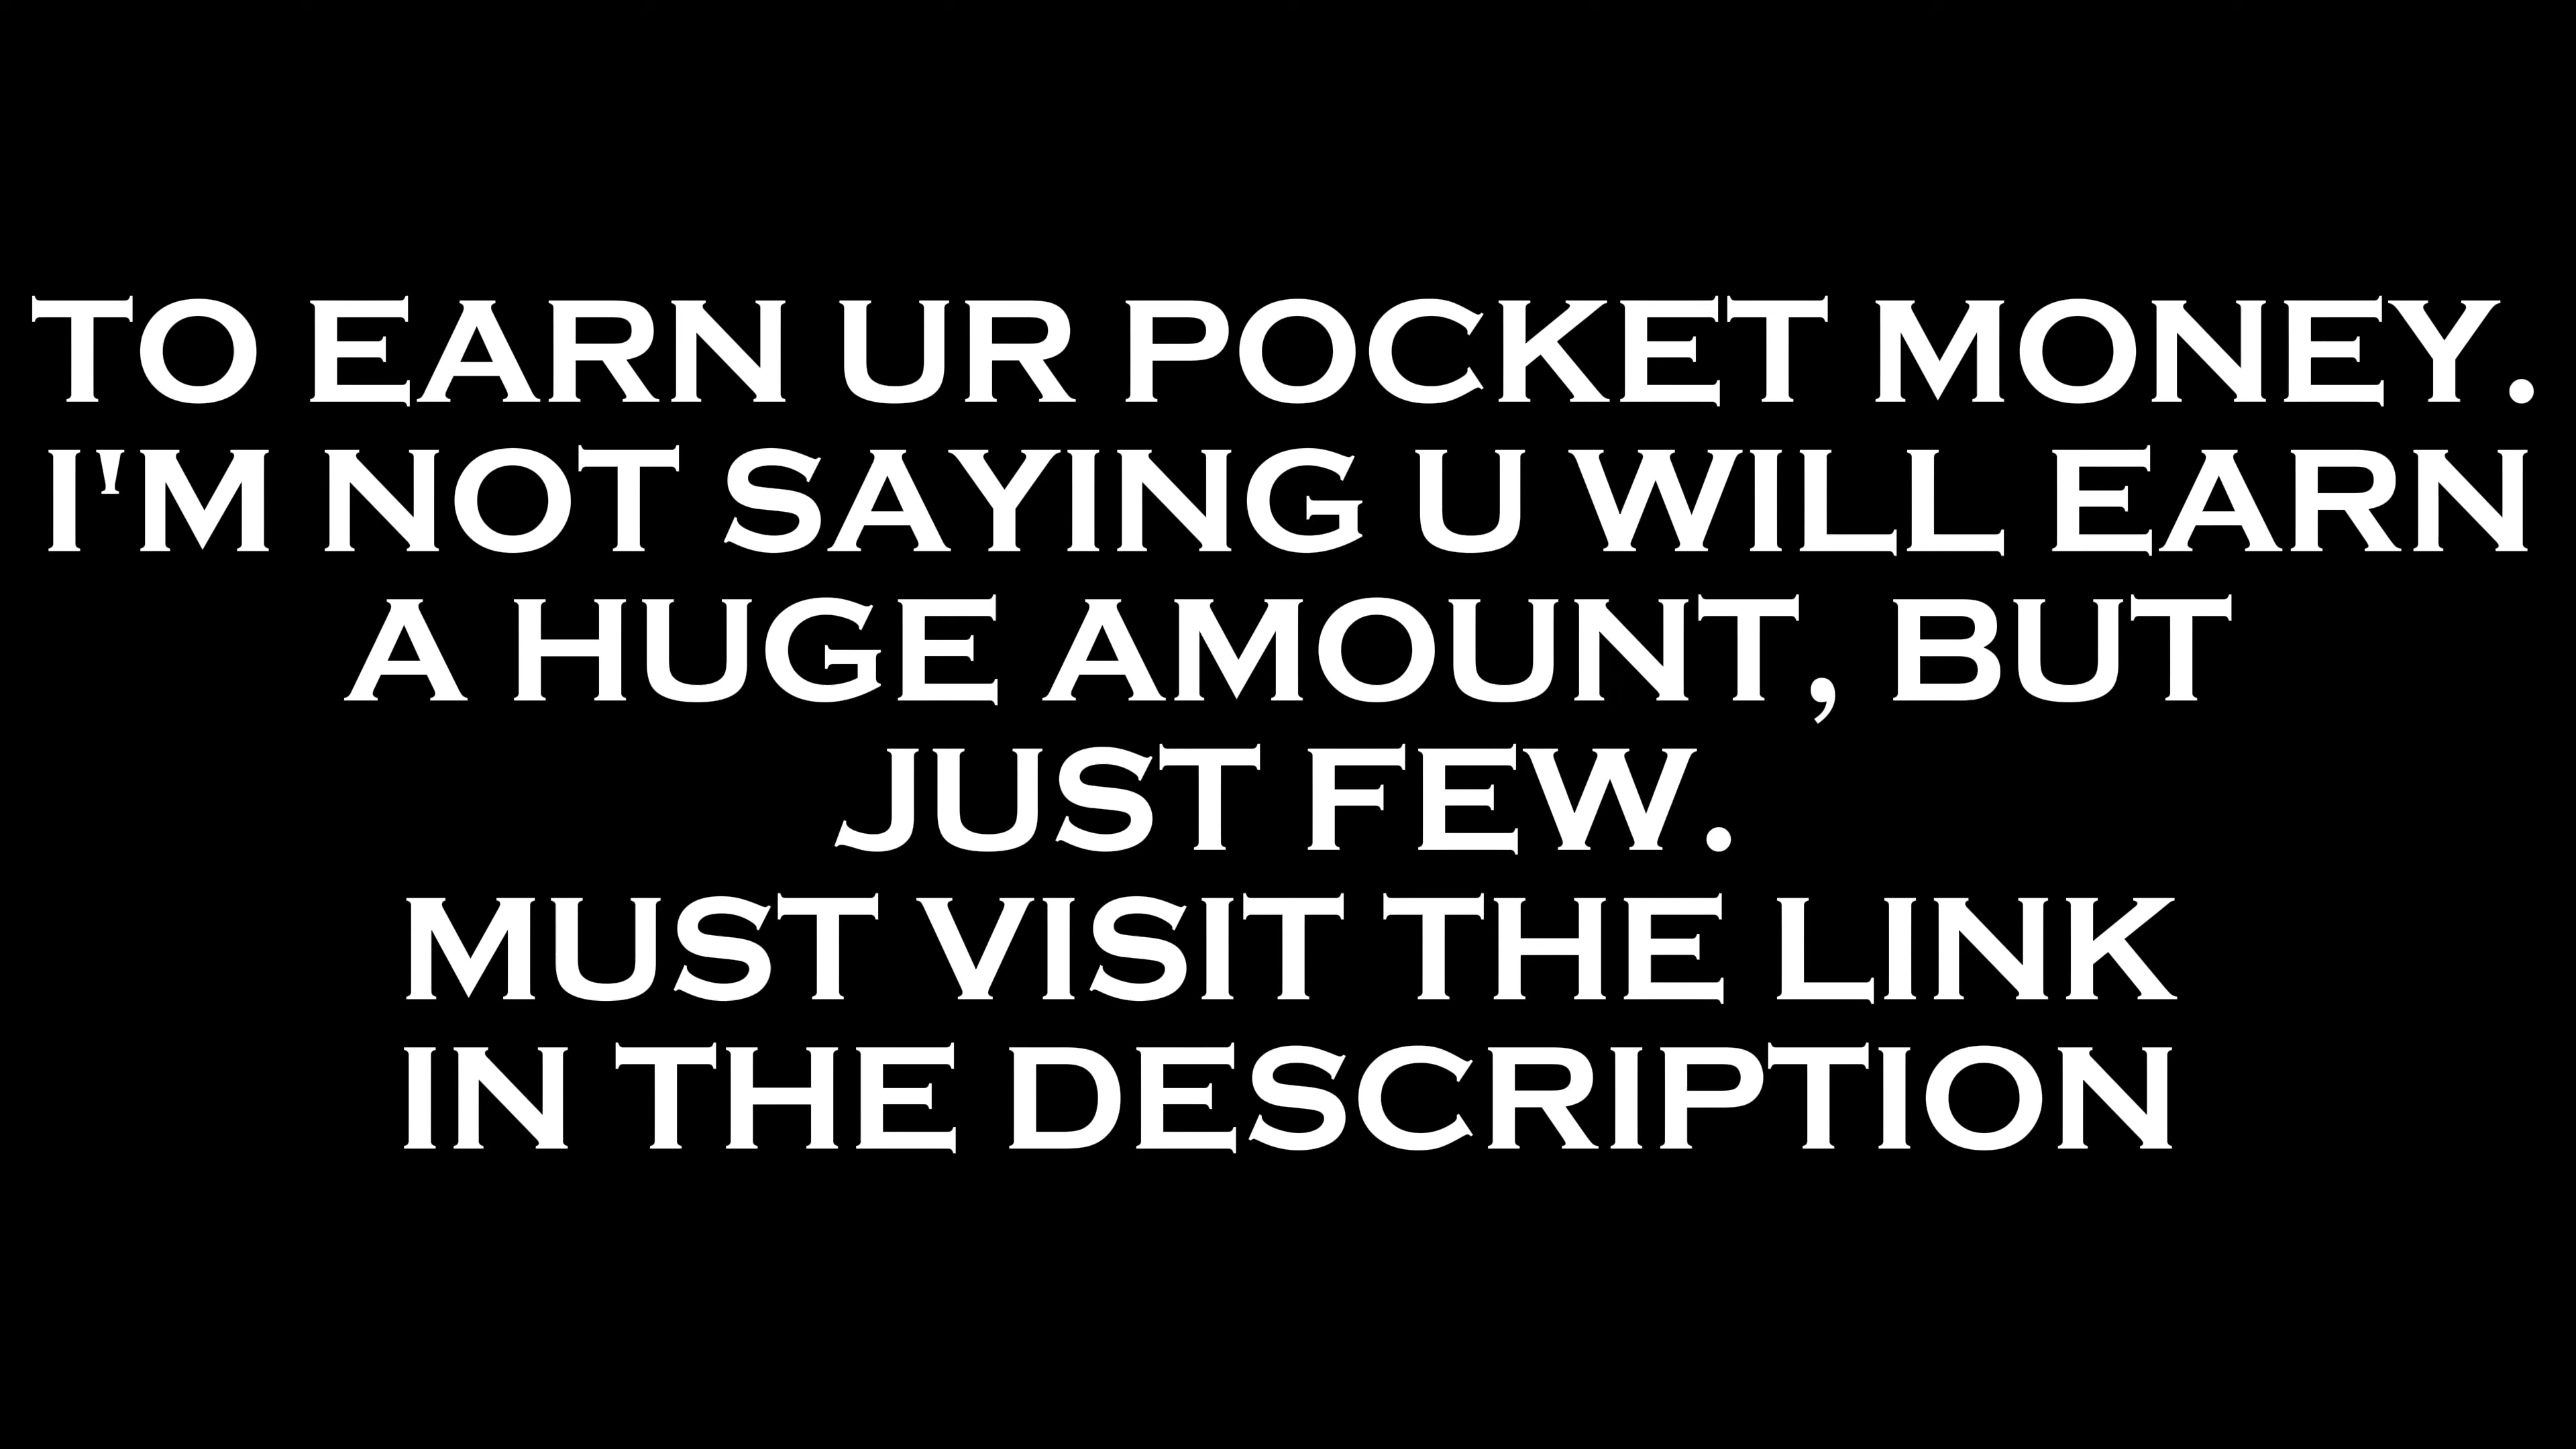 TO EARN UR POCKET MONEY.
I'M NOT SAYING U WILL EARN
A HUGE AMOUNT, BUT
JUST FEW.
MUST VISIT THE LINK
IN THE DESCRIPTION